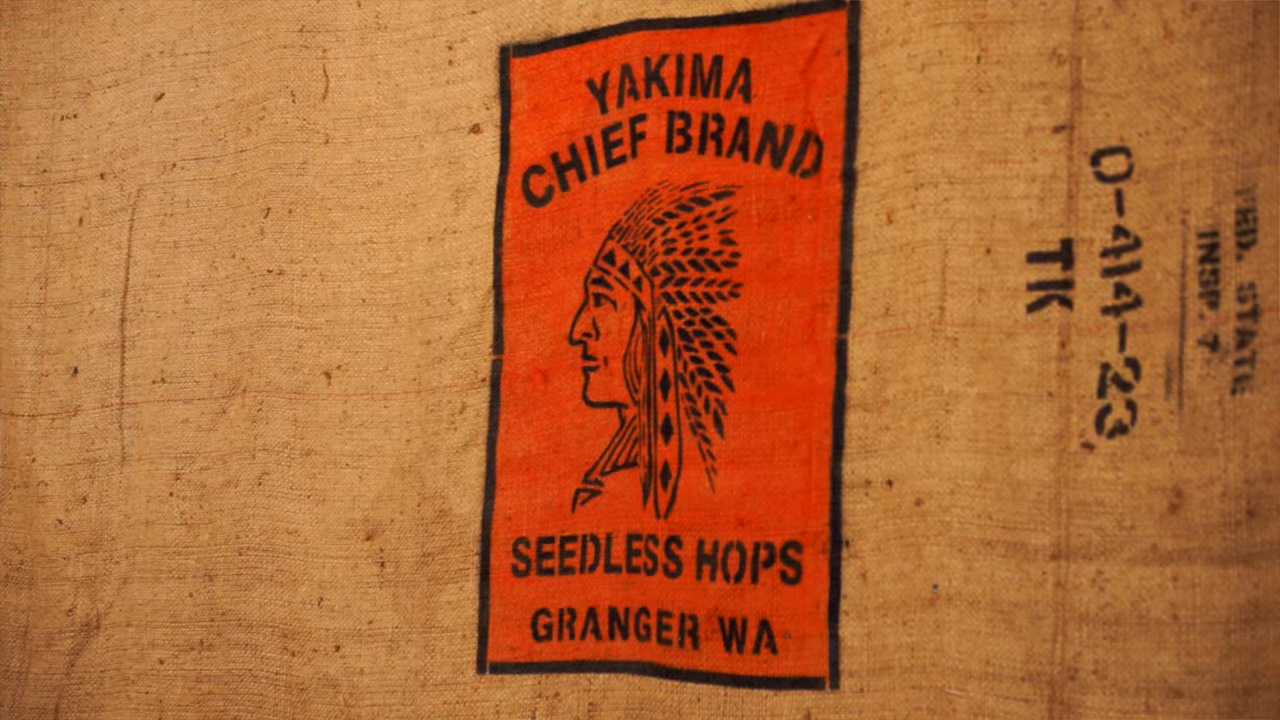 YAKIMA
CHIEF BRAND
SEEDLESS HOPS
GRANGER WA
FED. STATE
INSP. 7
0-414-23
TK